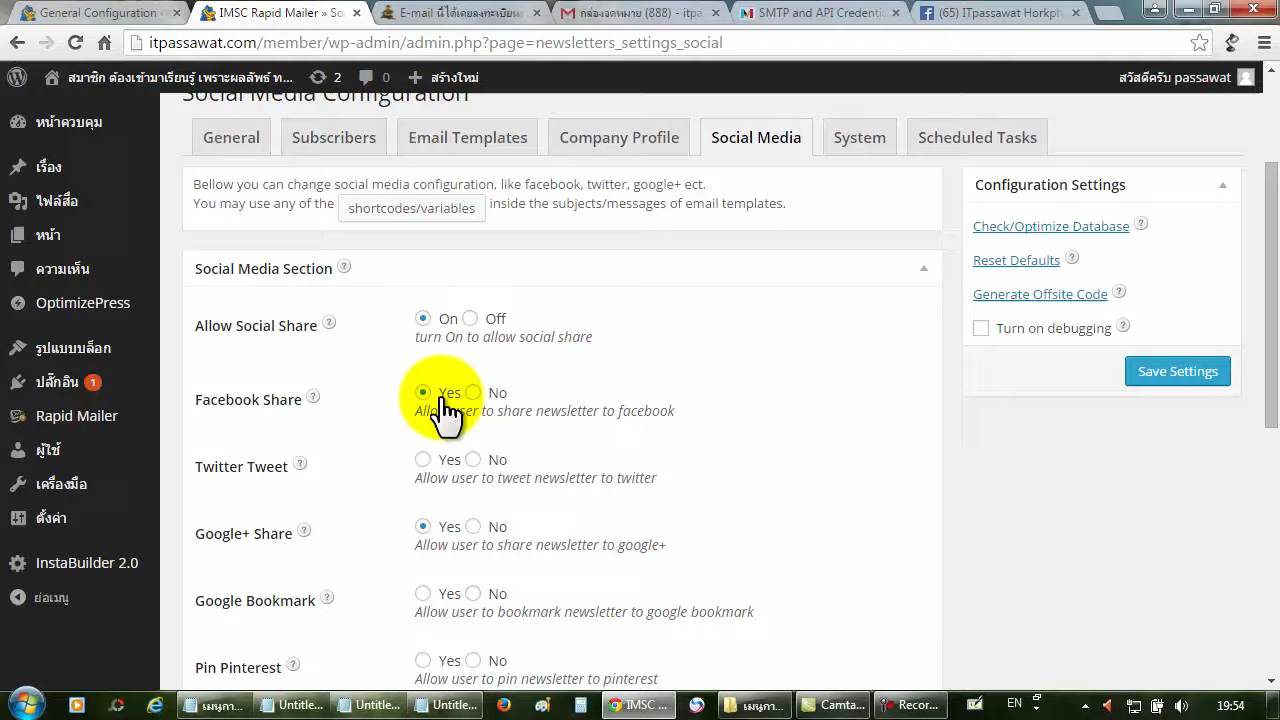 General Configuration
IMSC Rapid Mailer » So
E-mail นี้ได้เคยลงทะเบียน
กล่องจดหมาย (888) - itpa
SMTP and API Credenti
(65) ITpassawat Horkph
itpassawat.com/member/wp-admin/admin.php?page=newsletters_settings_social
สมาชิก ต้องเข้ามาเรียนรู้ เพราะผลลัพธ์ ท...
2
0
สร้างใหม่
สวัสดีครับ passawat
Social Media Configuration
หน้าควบคุม
เรื่อง
ไฟล์สื่อ
หน้า
ความเห็น
OptimizePress
รูปแบบบล็อก
ปลั๊กอิน 1
Rapid Mailer
ผู้ใช้
เครื่องมือ
ตั้งค่า
InstaBuilder 2.0
ย่อเมนู
General
Subscribers
Email Templates
Company Profile
Social Media
System
Scheduled Tasks
Bellow you can change social media configuration, like facebook, twitter, google+ ect.
You may use any of the shortcodes/variables inside the subjects/messages of email templates.
Social Media Section ?
Allow Social Share ?
On Off
turn On to allow social share
Facebook Share ?
Yes No
Allow user to share newsletter to facebook
Twitter Tweet ?
Yes No
Allow user to tweet newsletter to twitter
Google+ Share ?
Yes No
Allow user to share newsletter to google+
Google Bookmark ?
Yes No
Allow user to bookmark newsletter to google bookmark
Pin Pinterest ?
Yes No
Allow user to pin newsletter to pinterest
Configuration Settings
Check/Optimize Database ?
Reset Defaults ?
Generate Offsite Code ?
Turn on debugging ?
Save Settings
เมนูกา...
Untitle...
Untitle...
Untitle...
IMSC ...
เมนูกา...
Camta...
Recor...
EN
19:54